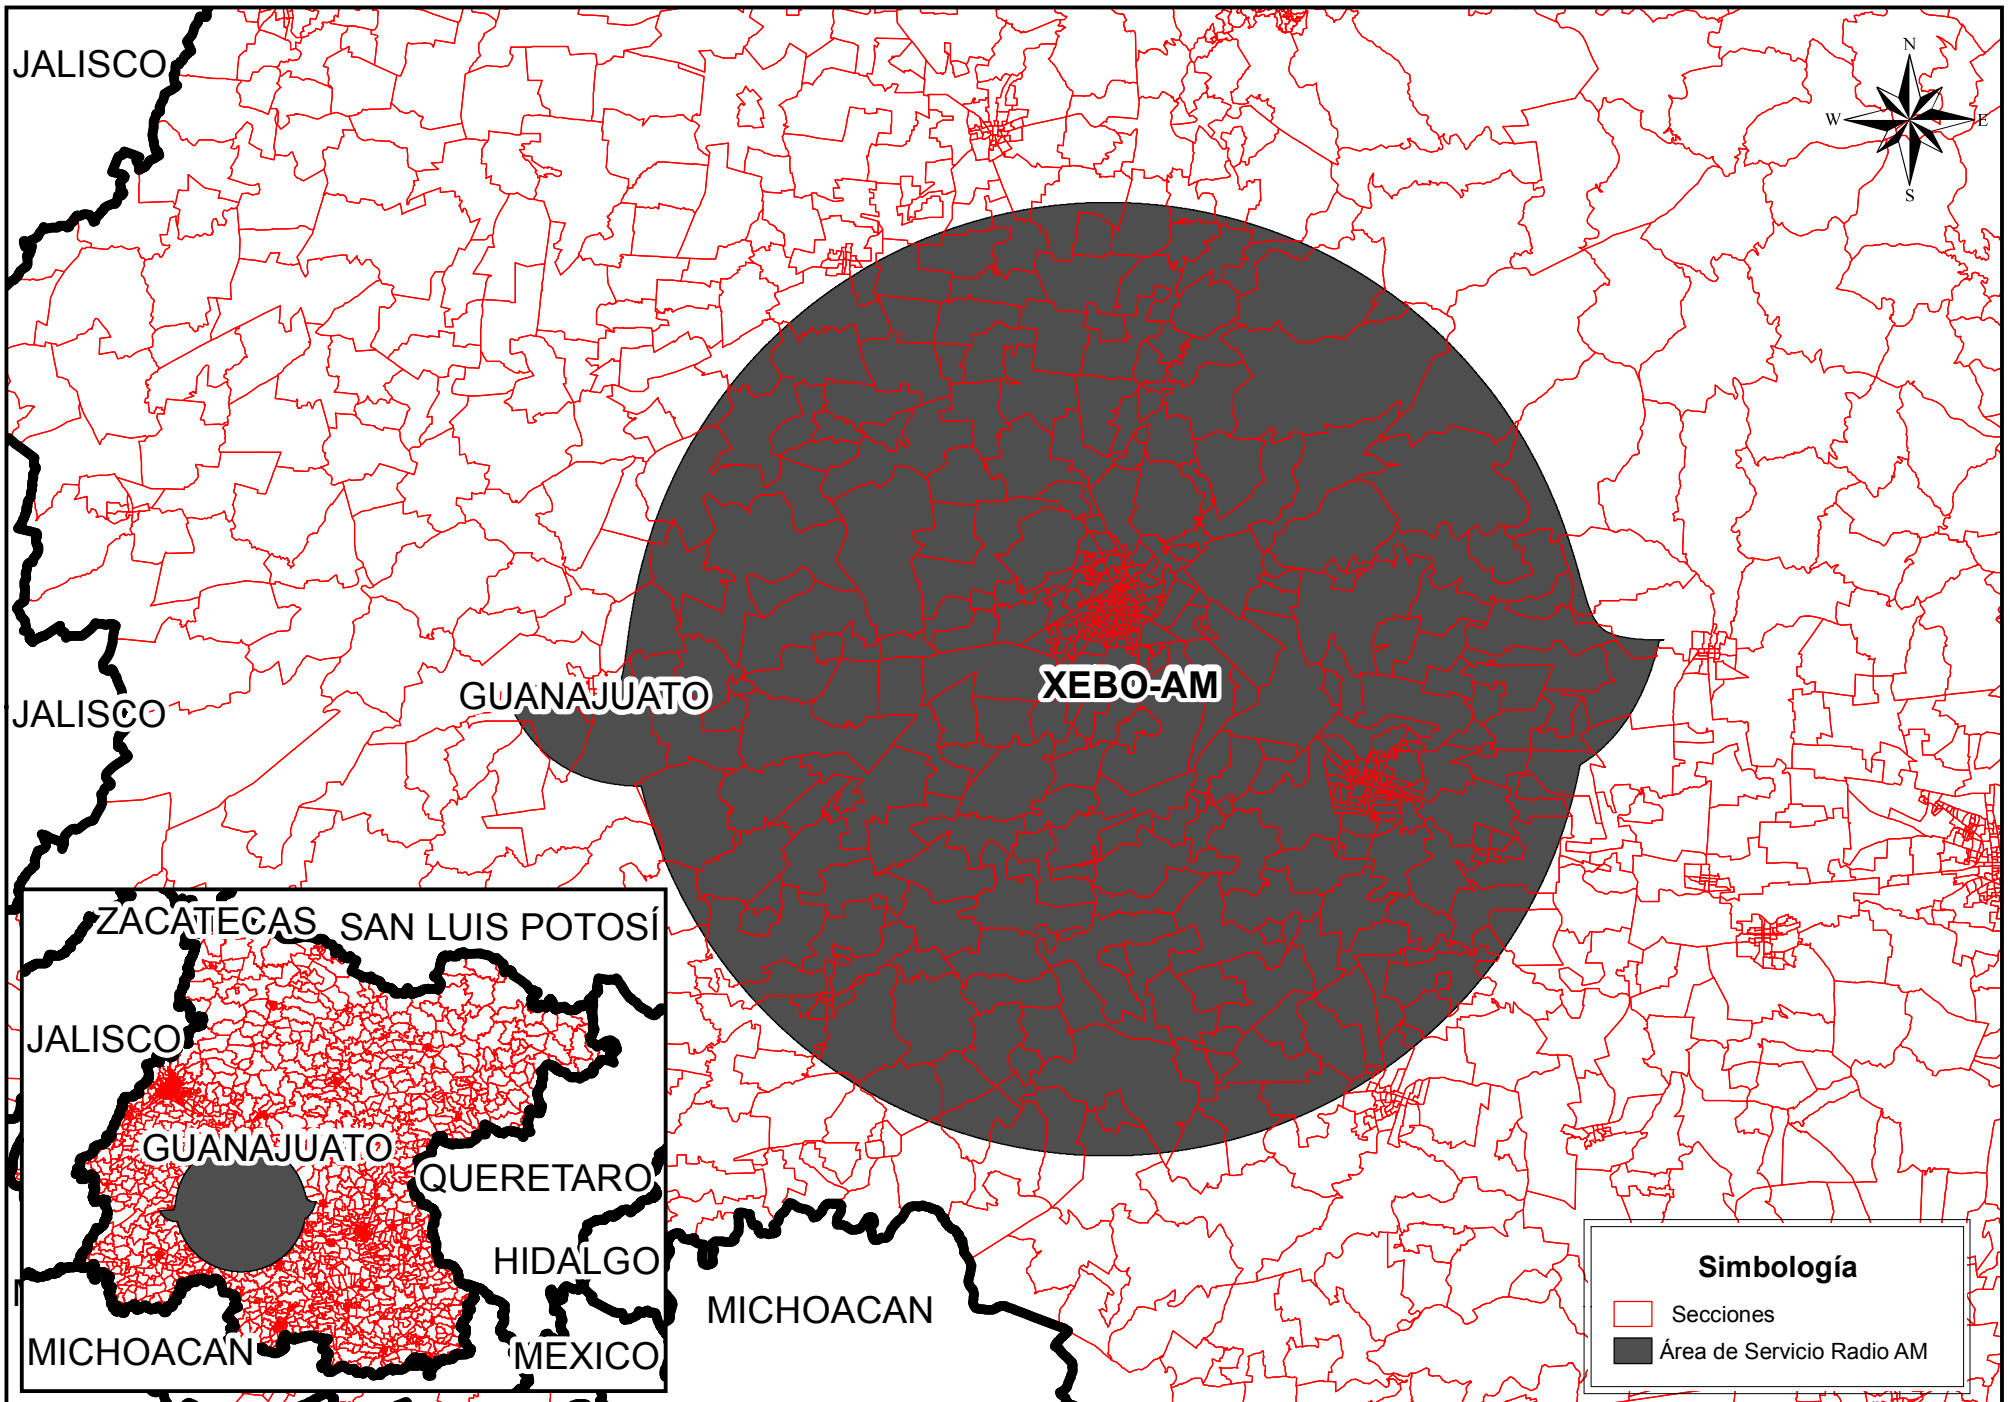 JALISCO
N
W
E
S
GUANAJUATO
XEBO-AM
JALISCO
ZACATECAS
SAN LUIS POTOSÍ
JALISCO
GUANAJUATO
QUERETARO
HIDALGO
MICHOACAN
MEXICO
MICHOACAN
Simbología
Secciones
Área de Servicio Radio AM